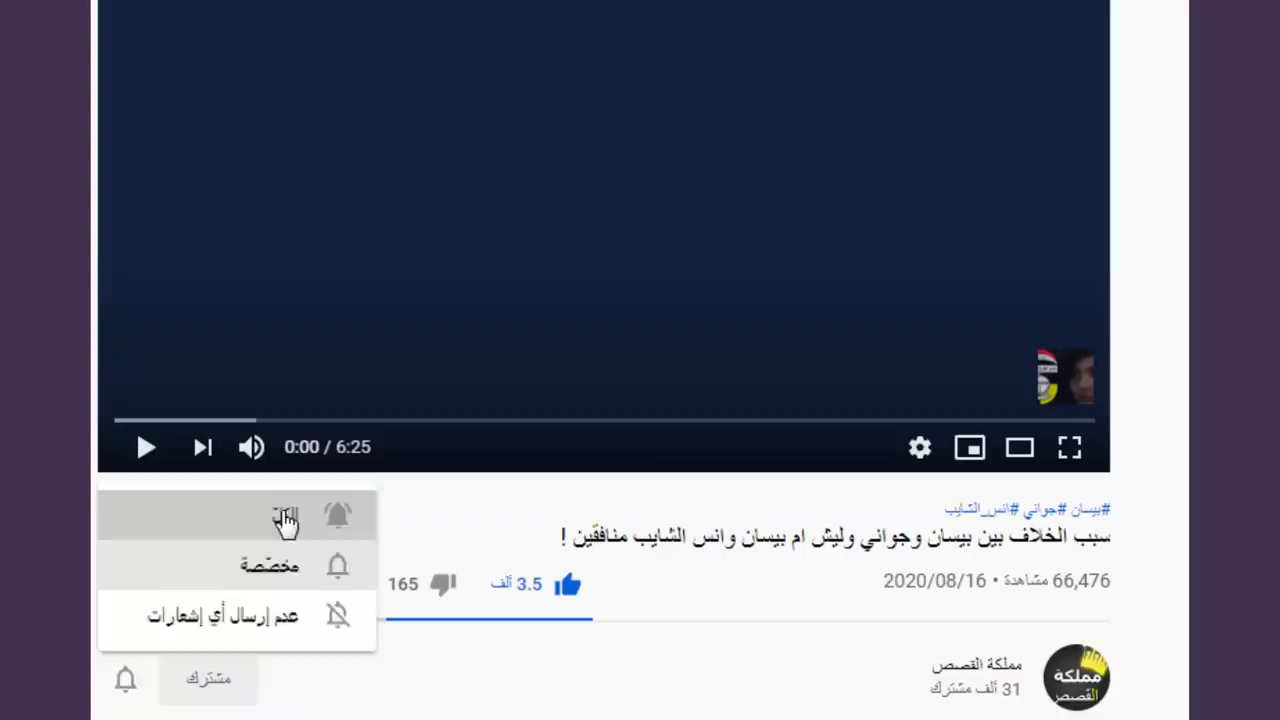 0:00 / 6:25
#بيسان #جواني #انس_الشايب
سبب الخلاف بين بيسان وجواني وليش ام بيسان وانس الشايب منافقين !
66,476 مشاهدة • 2020/08/16
3.5 ألف
165
مخصّصة
عدم إرسال أي إشعارات
مملكة القصص
31 ألف مشترك
مشترك
مملكة
القصص